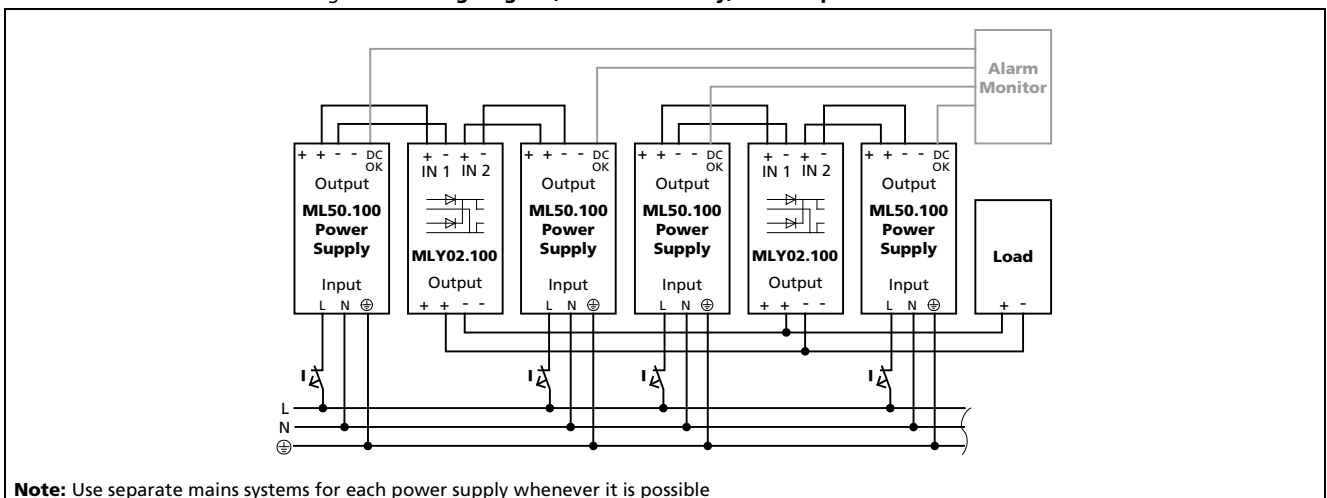 Alarm
Monitor
+ + - - DC
OK
Output
ML50.100
Power
Supply
Input
L N ⏚
+ - + -
IN 1 IN 2
MLY02.100
Output
+ + - -
+ + - - DC
OK
Output
ML50.100
Power
Supply
Input
L N ⏚
+ + - - DC
OK
Output
ML50.100
Power
Supply
Input
L N ⏚
+ - + -
IN 1 IN 2
MLY02.100
Output
+ + - -
+ + - - DC
OK
Output
ML50.100
Power
Supply
Input
L N ⏚
Load
+ -
I
I
I
I
L
N
⏚
Note: Use separate mains systems for each power supply whenever it is possible